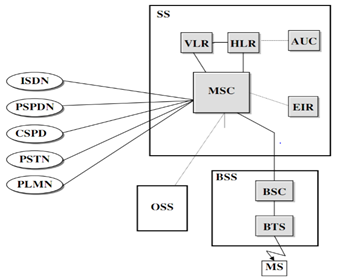 SS
VLR
HLR
AUC
ISDN
PSPDN
MSC
EIR
CSPD
PSTN
PLMN
BSS
OSS
BSC
BTS
MS